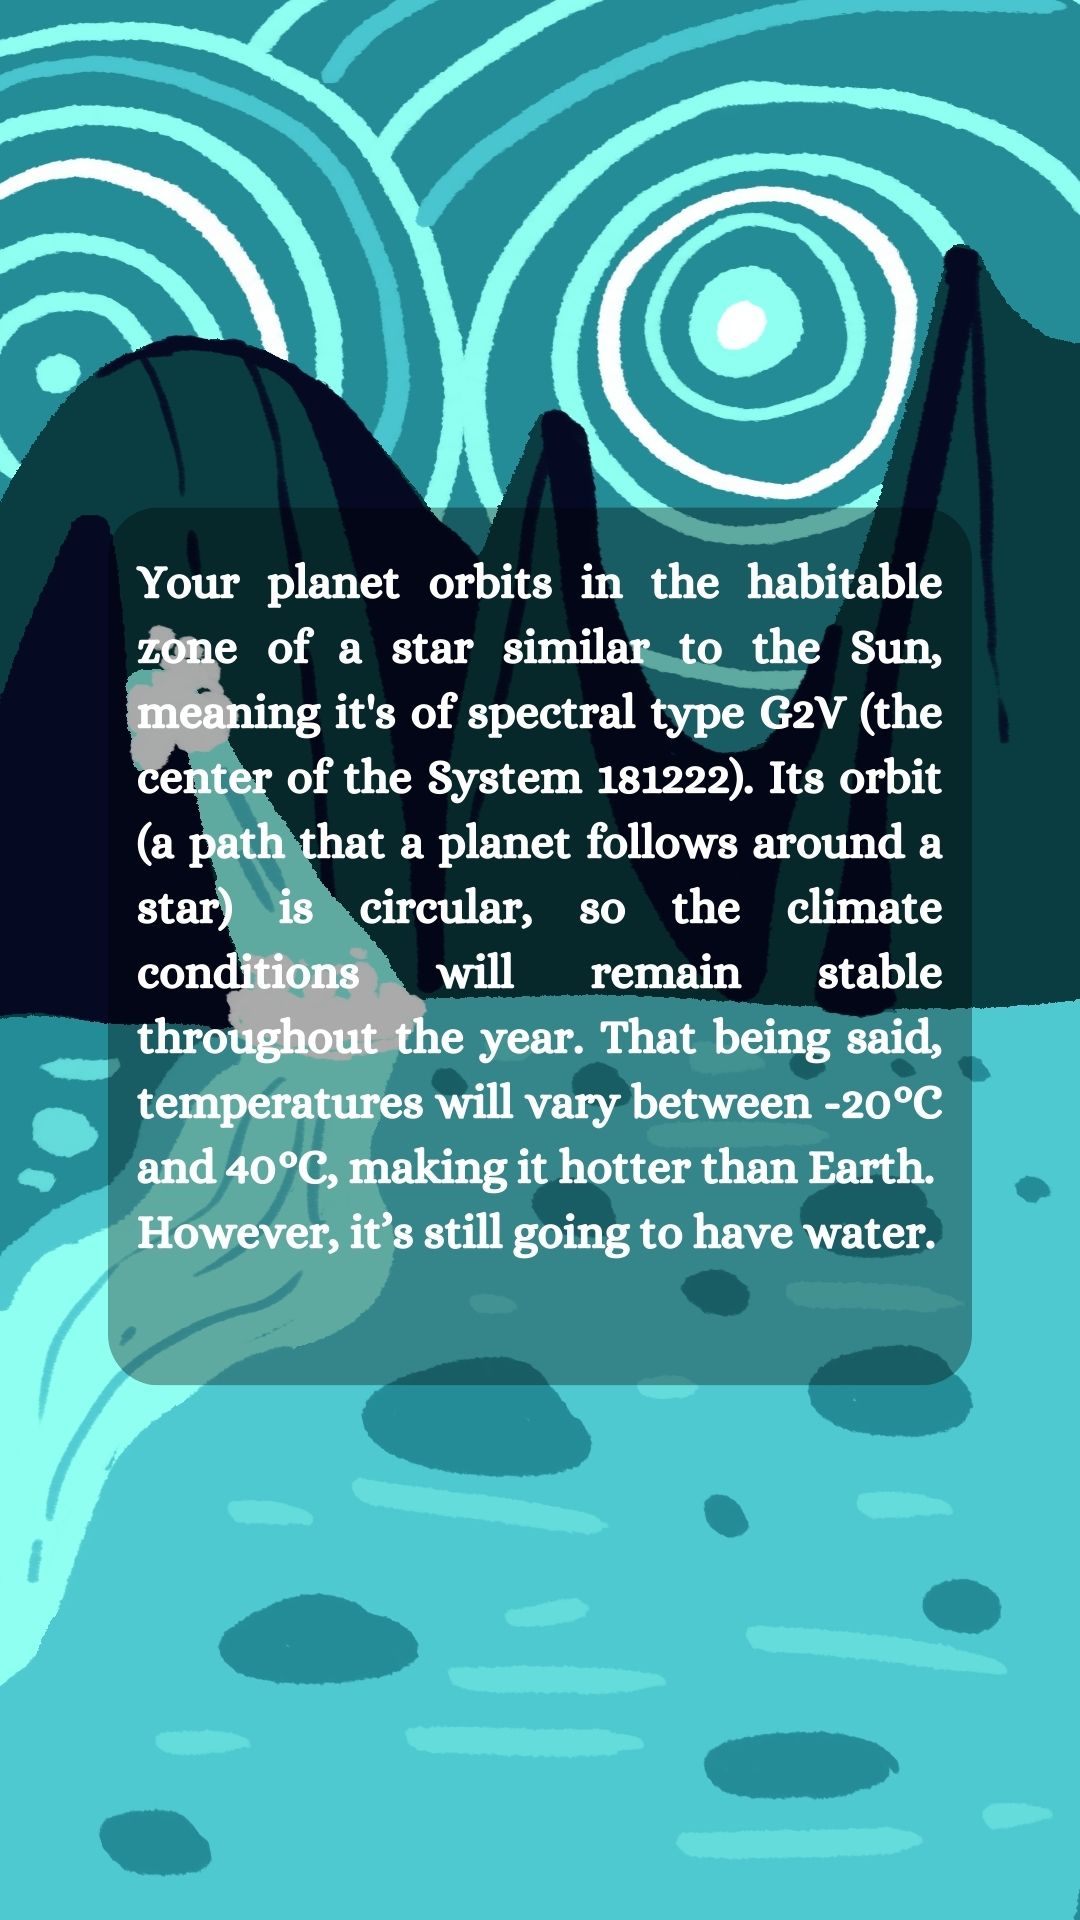 Your planet orbits in the habitable
zone of a star similar to the Sun,
meaning it's of spectral type G2V (the
center of the System 181222). Its orbit
(a path that a planet follows around a
star) is circular, so the climate
conditions will remain stable
throughout the year. That being said,
temperatures will vary between -20°C
and 40°C, making it hotter than Earth.
However, it’s still going to have water.